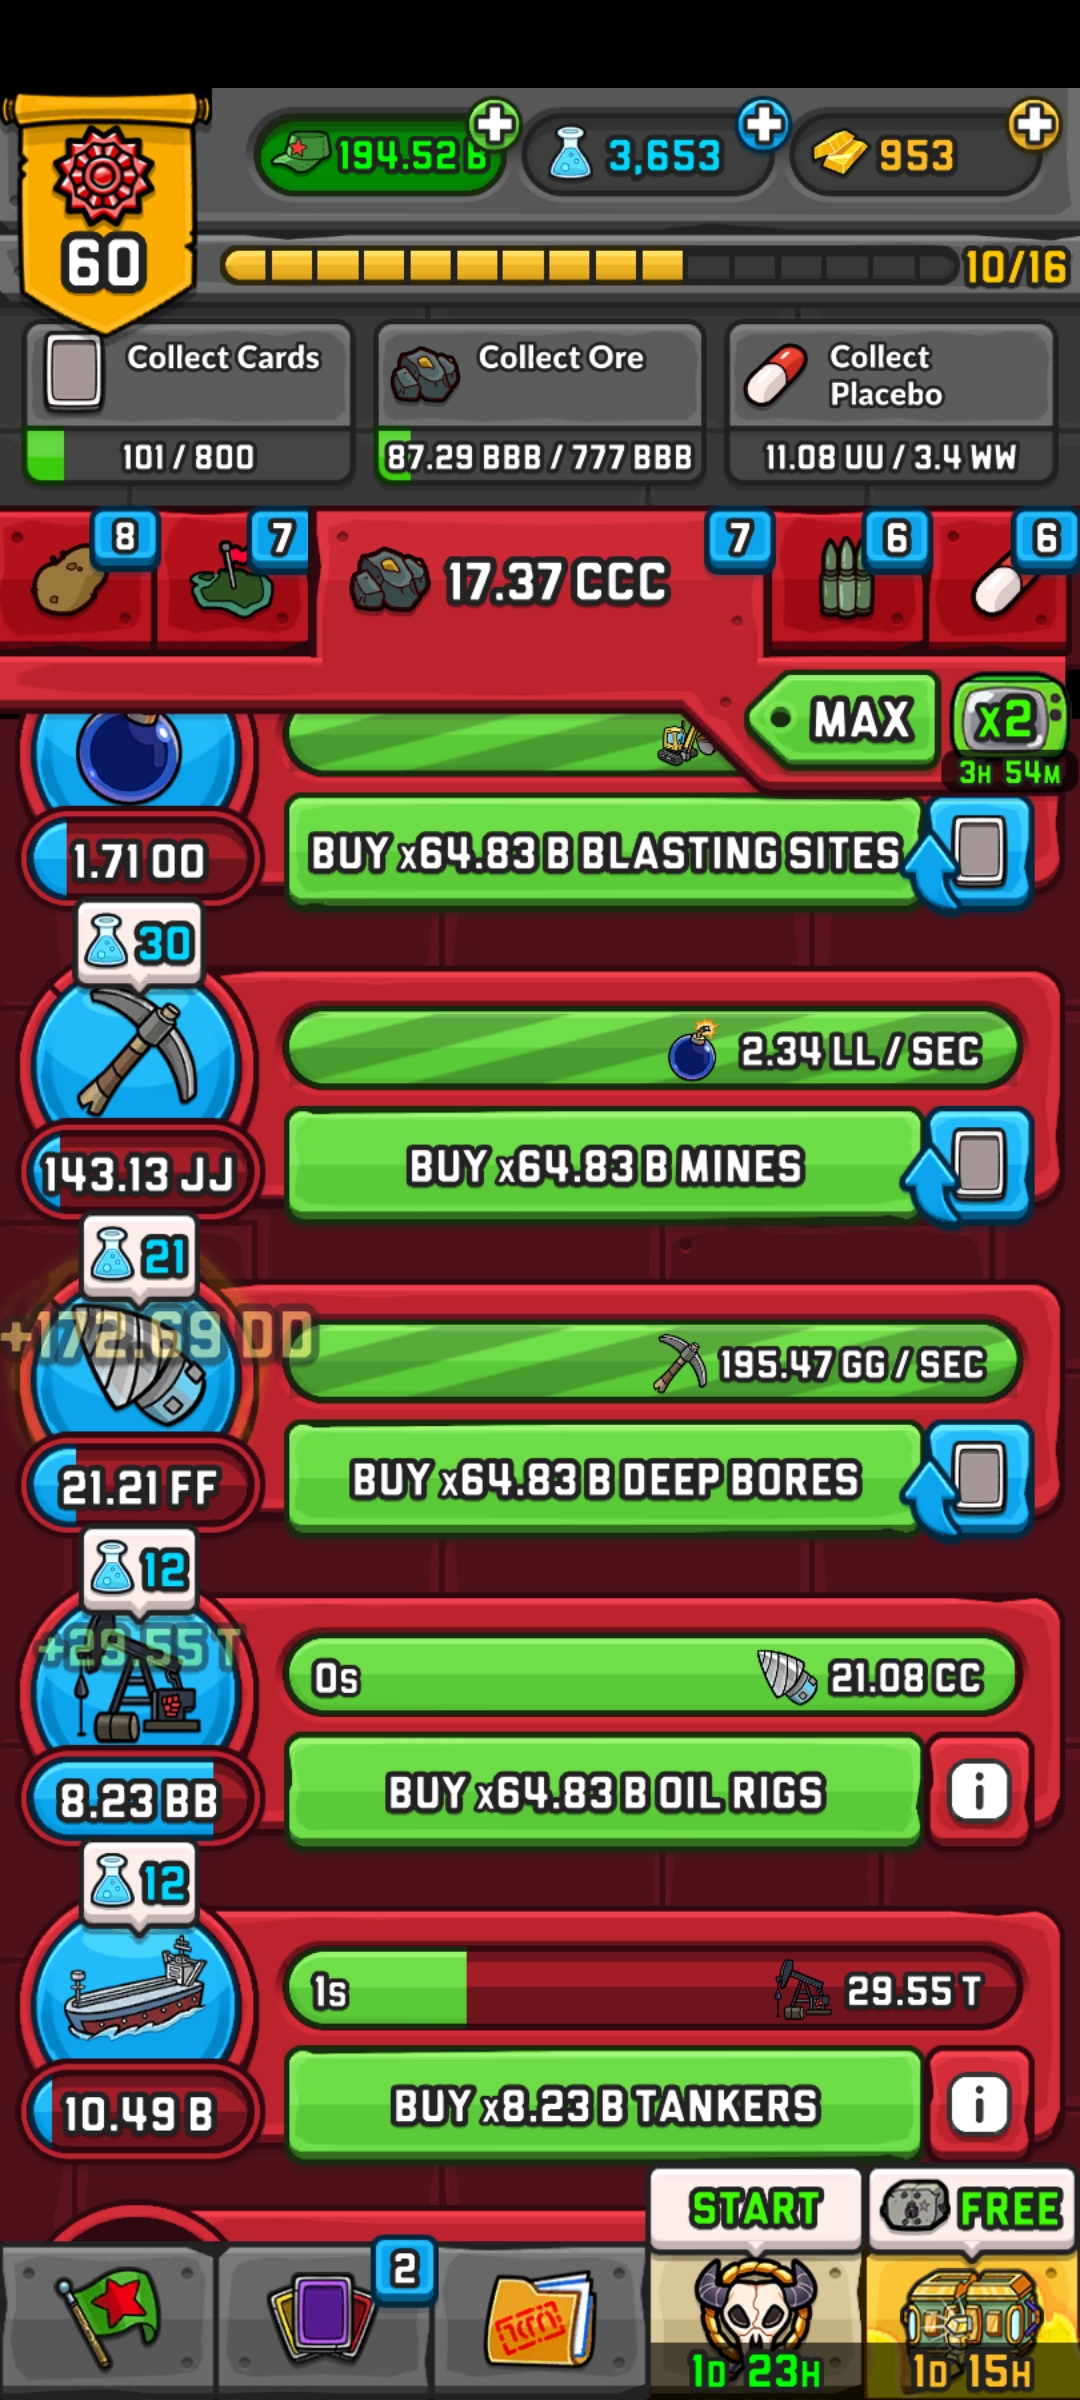 194.52 B
3,653
953
60
10/16
Collect Cards
101 / 800
Collect Ore
87.29 BBB / 777 BBB
Collect
Placebo
11.08 UU / 3.4 WW
8
7
17.37 CCC
7
6
6
MAX
x2
3H 54M
1.71 OO
BUY x64.83 B BLASTING SITES
30
2.34 LL / SEC
143.13 JJ
BUY x64.83 B MINES
21
+172.69 DD
195.47 GG / SEC
21.21 FF
BUY x64.83 B DEEP BORES
12
+29.55 T
0s
21.08 CC
8.23 BB
BUY x64.83 B OIL RIGS
i
12
1s
29.55 T
10.49 B
BUY x8.23 B TANKERS
i
START
FREE
2
1D 23H
1D 15H